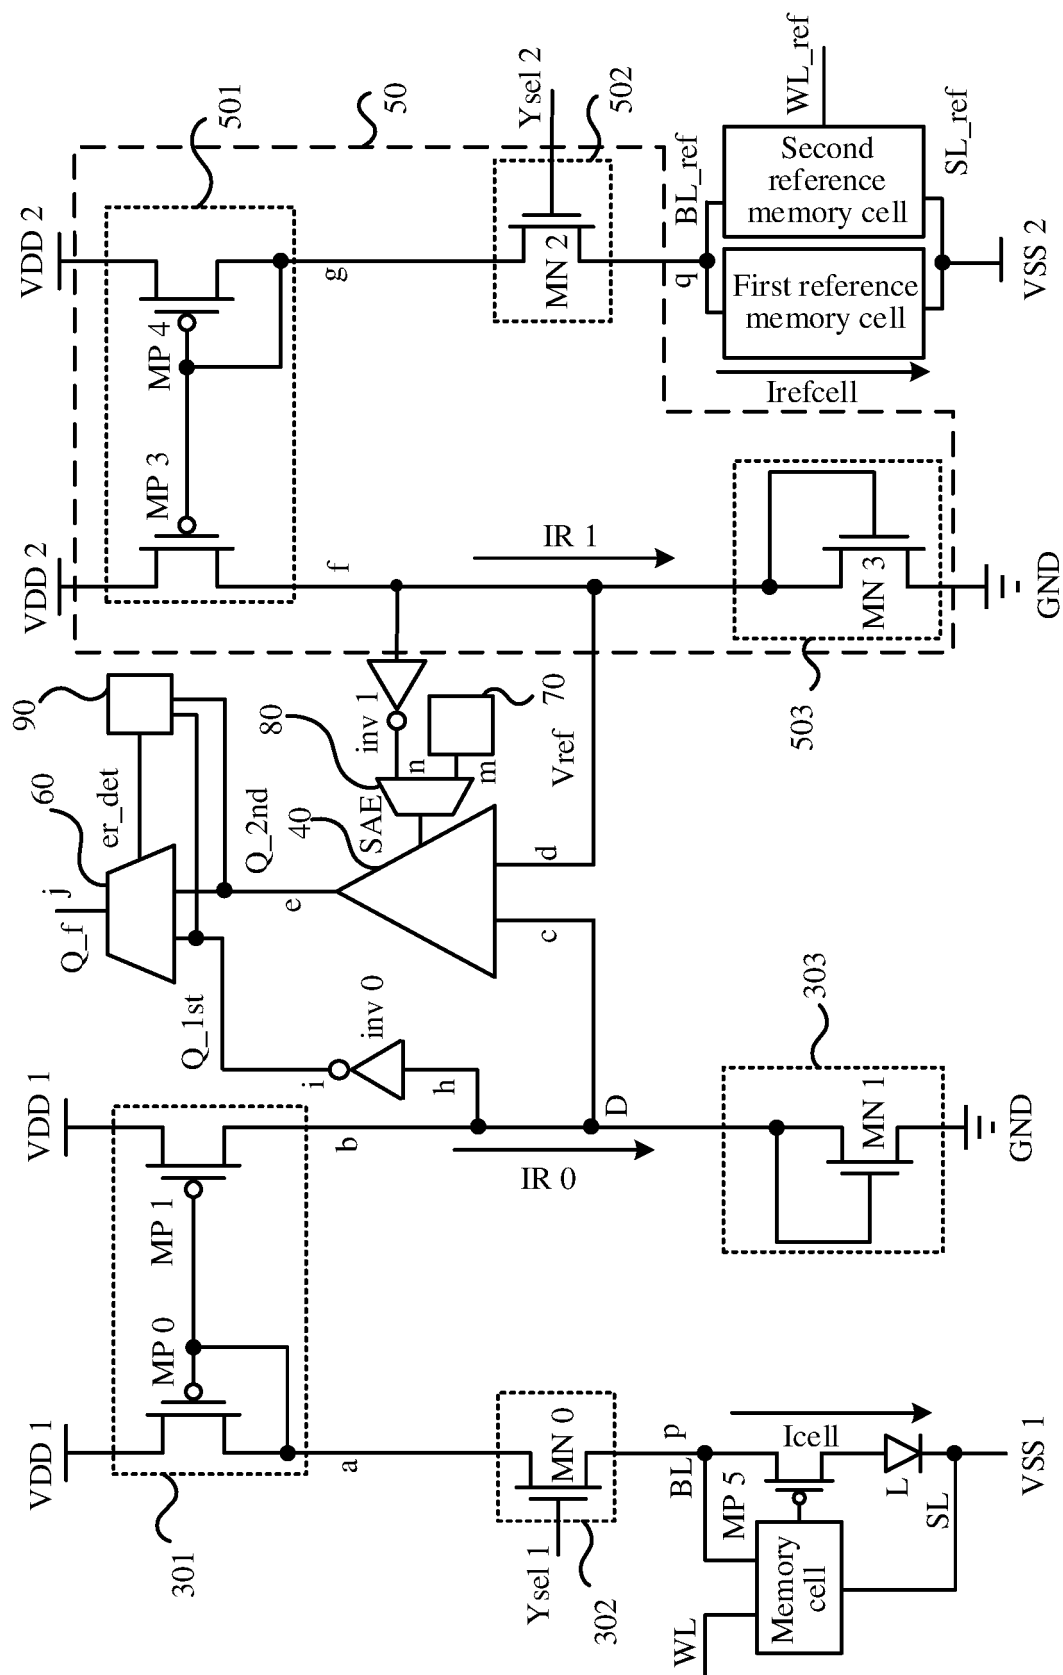 VDD 1
VDD 1
VDD 2
VDD 2
301
MP 0
MP 1
MP 3
MP 4
501
50
a
b
f
g
Q_f
j
60
er_det
90
Q_1st
Q_2nd
i
inv 0
h
e
40
SAE
80
inv 1
n
m
70
c
d
Vref
D
IR 0
IR 1
Ysel 1
MN 0
302
Ysel 2
MN 2
502
303
MN 1
GND
503
MN 3
GND
WL
BL
p
MP 5
Icell
Memory
cell
L
SL
VSS 1
q
BL_ref
Irefcell
First reference
memory cell
Second
reference
memory cell
WL_ref
SL_ref
VSS 2